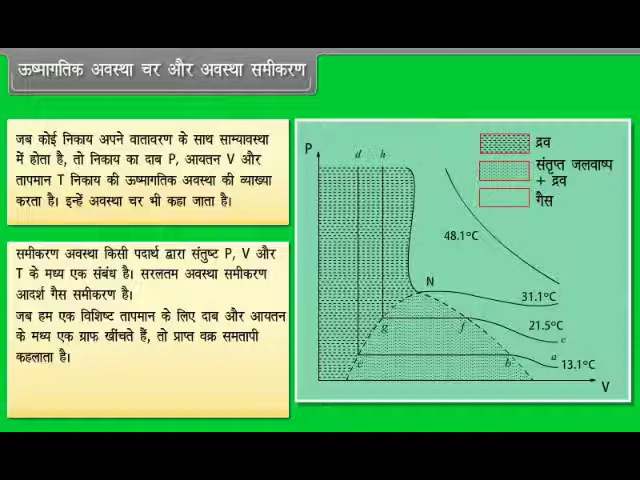 ऊष्मागतिक अवस्था चर और अवस्था समीकरण
जब कोई निकाय अपने वातावरण के साथ साम्यावस्था
में होता है, तो निकाय का दाब P, आयतन V और
तापमान T निकाय की ऊष्मागतिक अवस्था की व्याख्या
करता है। इन्हें अवस्था चर भी कहा जाता है।
समीकरण अवस्था किसी पदार्थ द्वारा संतुष्ट P, V और
T के मध्य एक संबंध है। सरलतम अवस्था समीकरण
आदर्श गैस समीकरण है।
जब हम एक विशिष्ट तापमान के लिए दाब और आयतन
के मध्य एक ग्राफ खींचते हैं, तो प्राप्त वक्र समतापी
कहलाता है।
P
d h
द्रव
संतृप्त जलवाष्प
+ द्रव
गैस
48.1°C
N
31.1°C
g f
21.5°C
e
c b
a
13.1°C
V